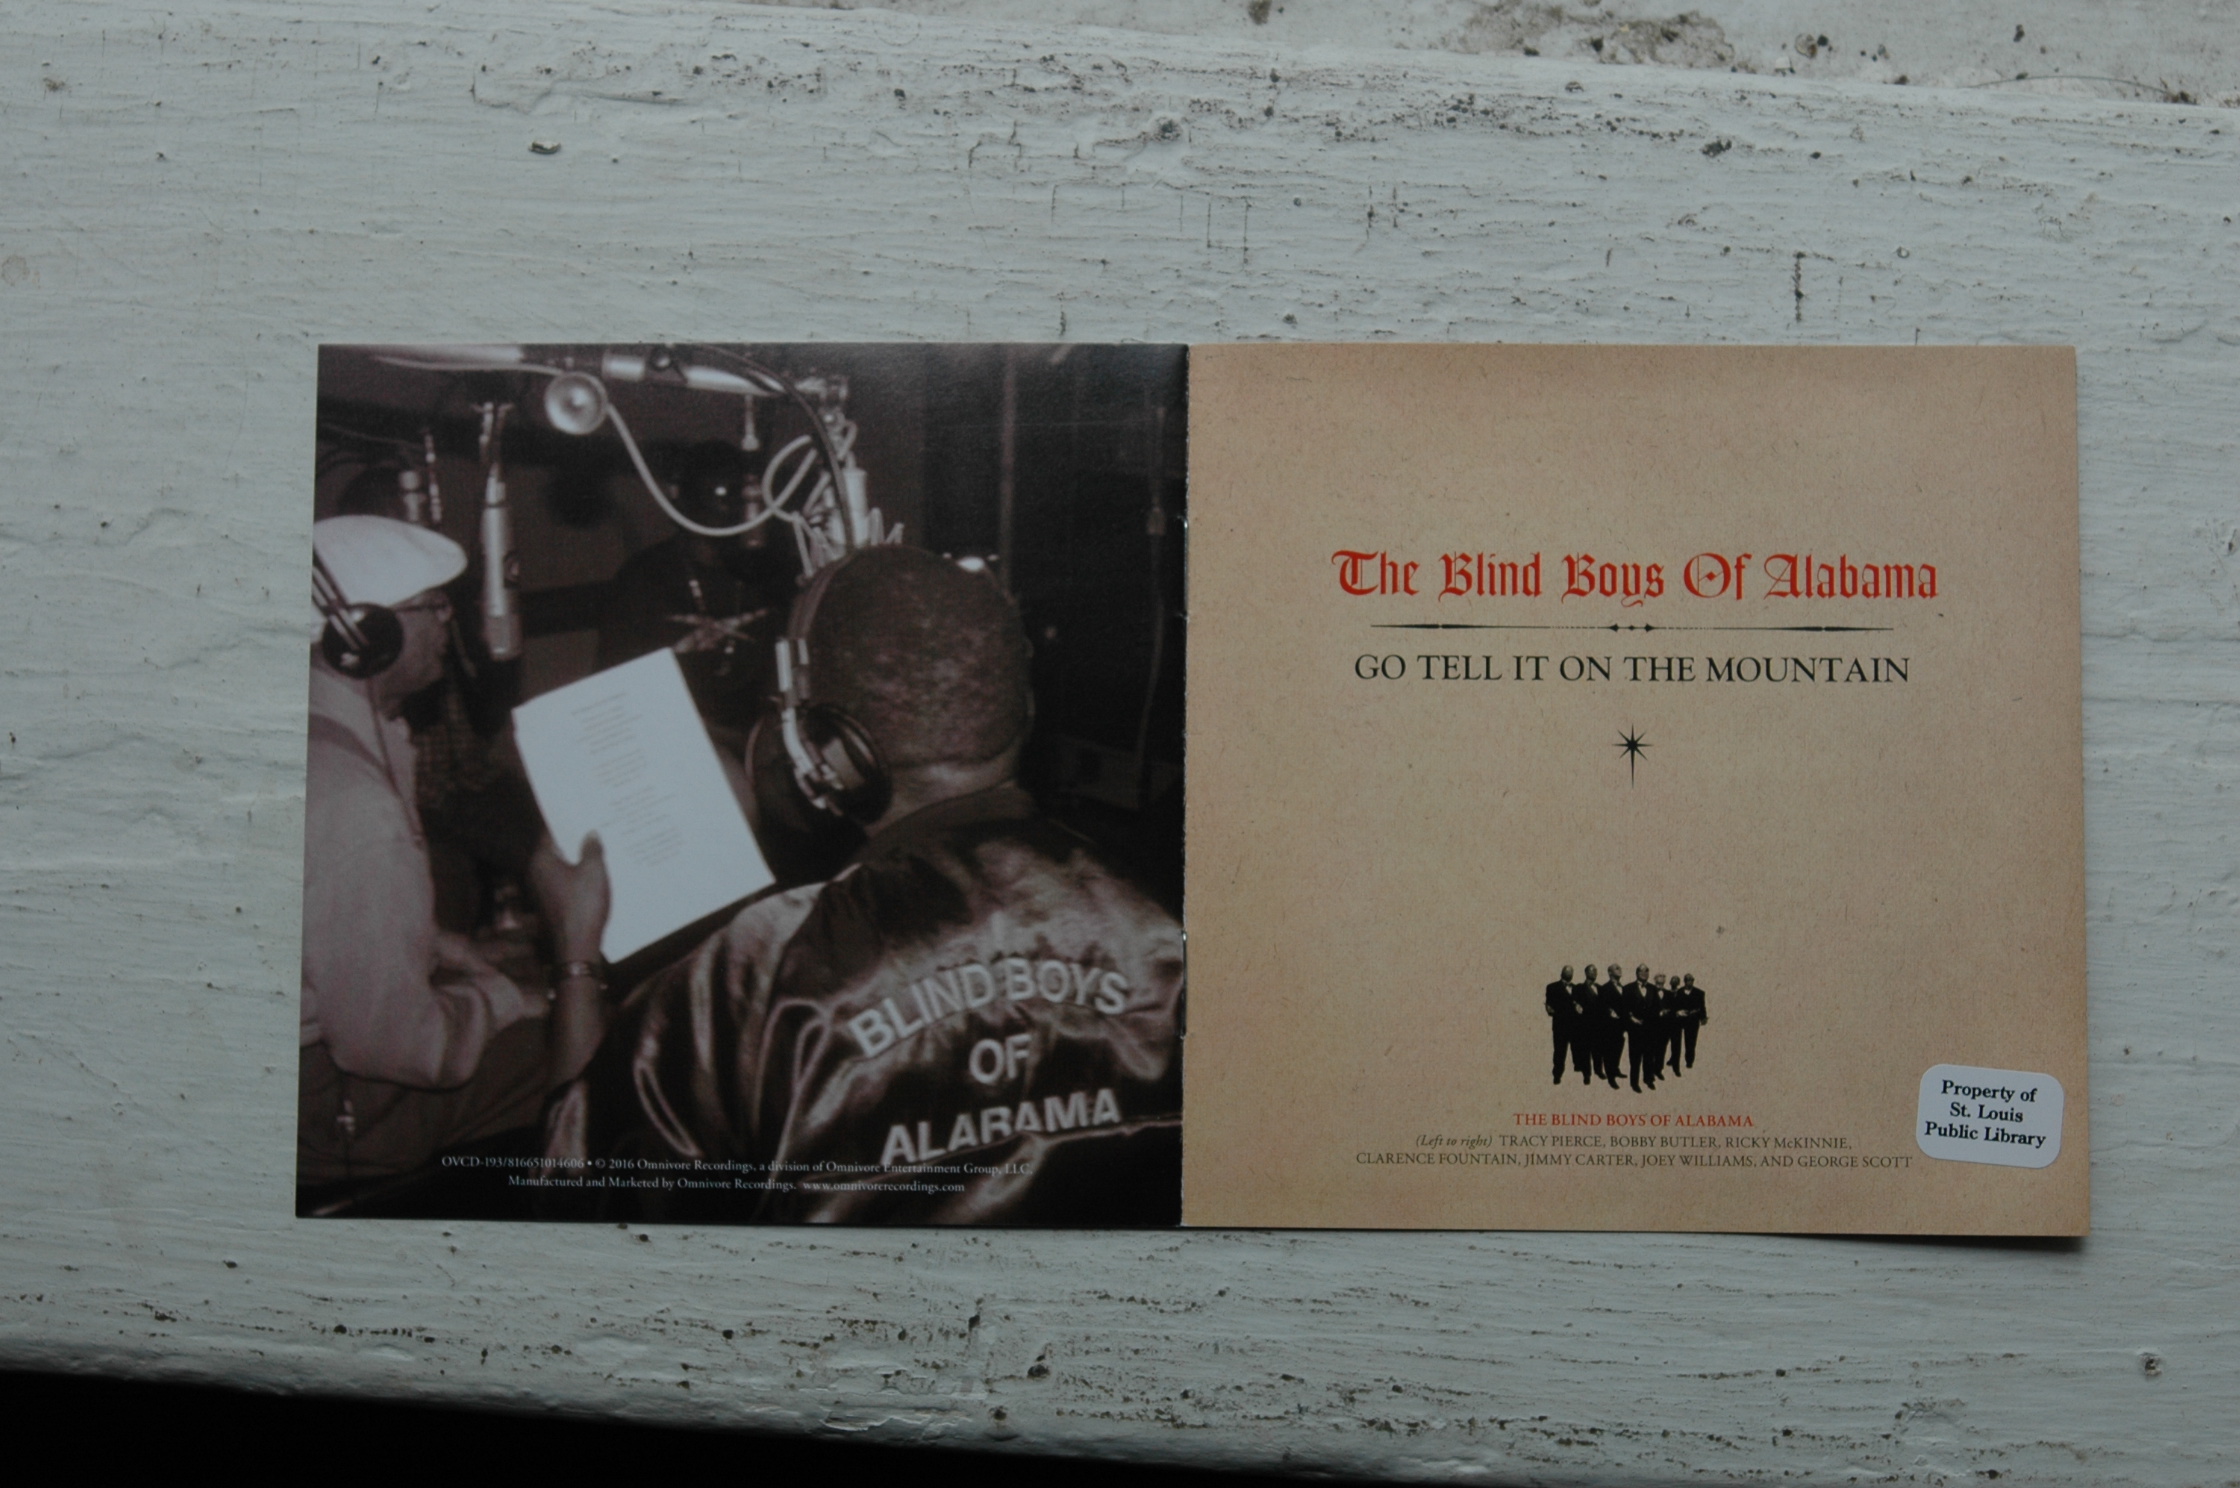 BLIND BOYS
OF
ALABAMA
OVCD-193/816651014606 • © 2016 Omnivore Recordings, a division of Omnivore Entertainment Group, LLC.
Manufactured and Marketed by Omnivore Recordings. www.omnivorerecordings.com
The Blind Boys Of Alabama
GO TELL IT ON THE MOUNTAIN
THE BLIND BOYS OF ALABAMA
(Left to right) TRACY PIERCE, BOBBY BUTLER, RICKY McKINNIE,
CLARENCE FOUNTAIN, JIMMY CARTER, JOEY WILLIAMS, AND GEORGE SCOTT
Property of
St. Louis
Public Library